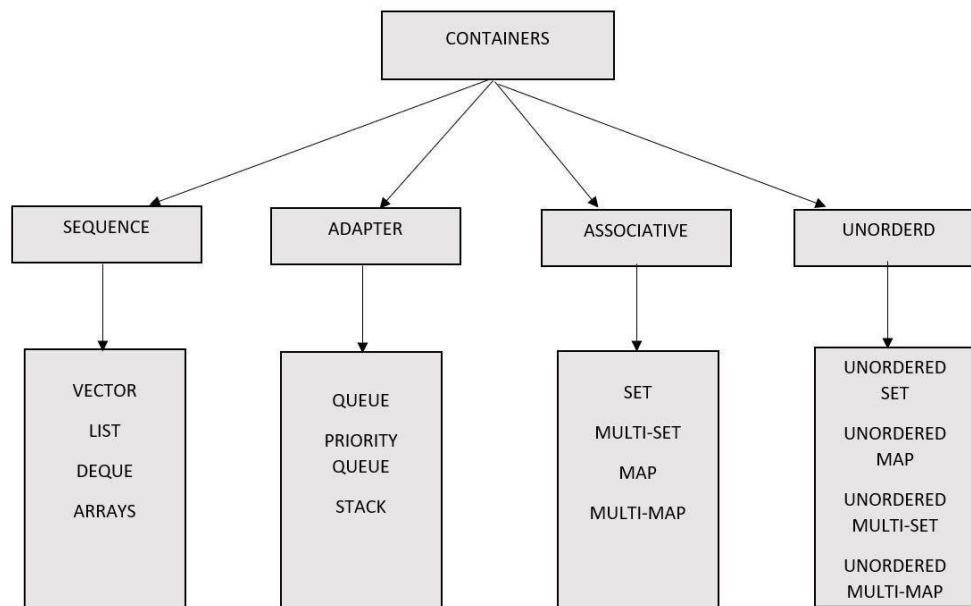 CONTAINERS
SEQUENCE
ADAPTER
ASSOCIATIVE
UNORDERD
VECTOR
LIST
DEQUE
ARRAYS
QUEUE
PRIORITY
QUEUE
STACK
SET
MULTI-SET
MAP
MULTI-MAP
UNORDERED
SET
UNORDERED
MAP
UNORDERED
MULTI-SET
UNORDERED
MULTI-MAP